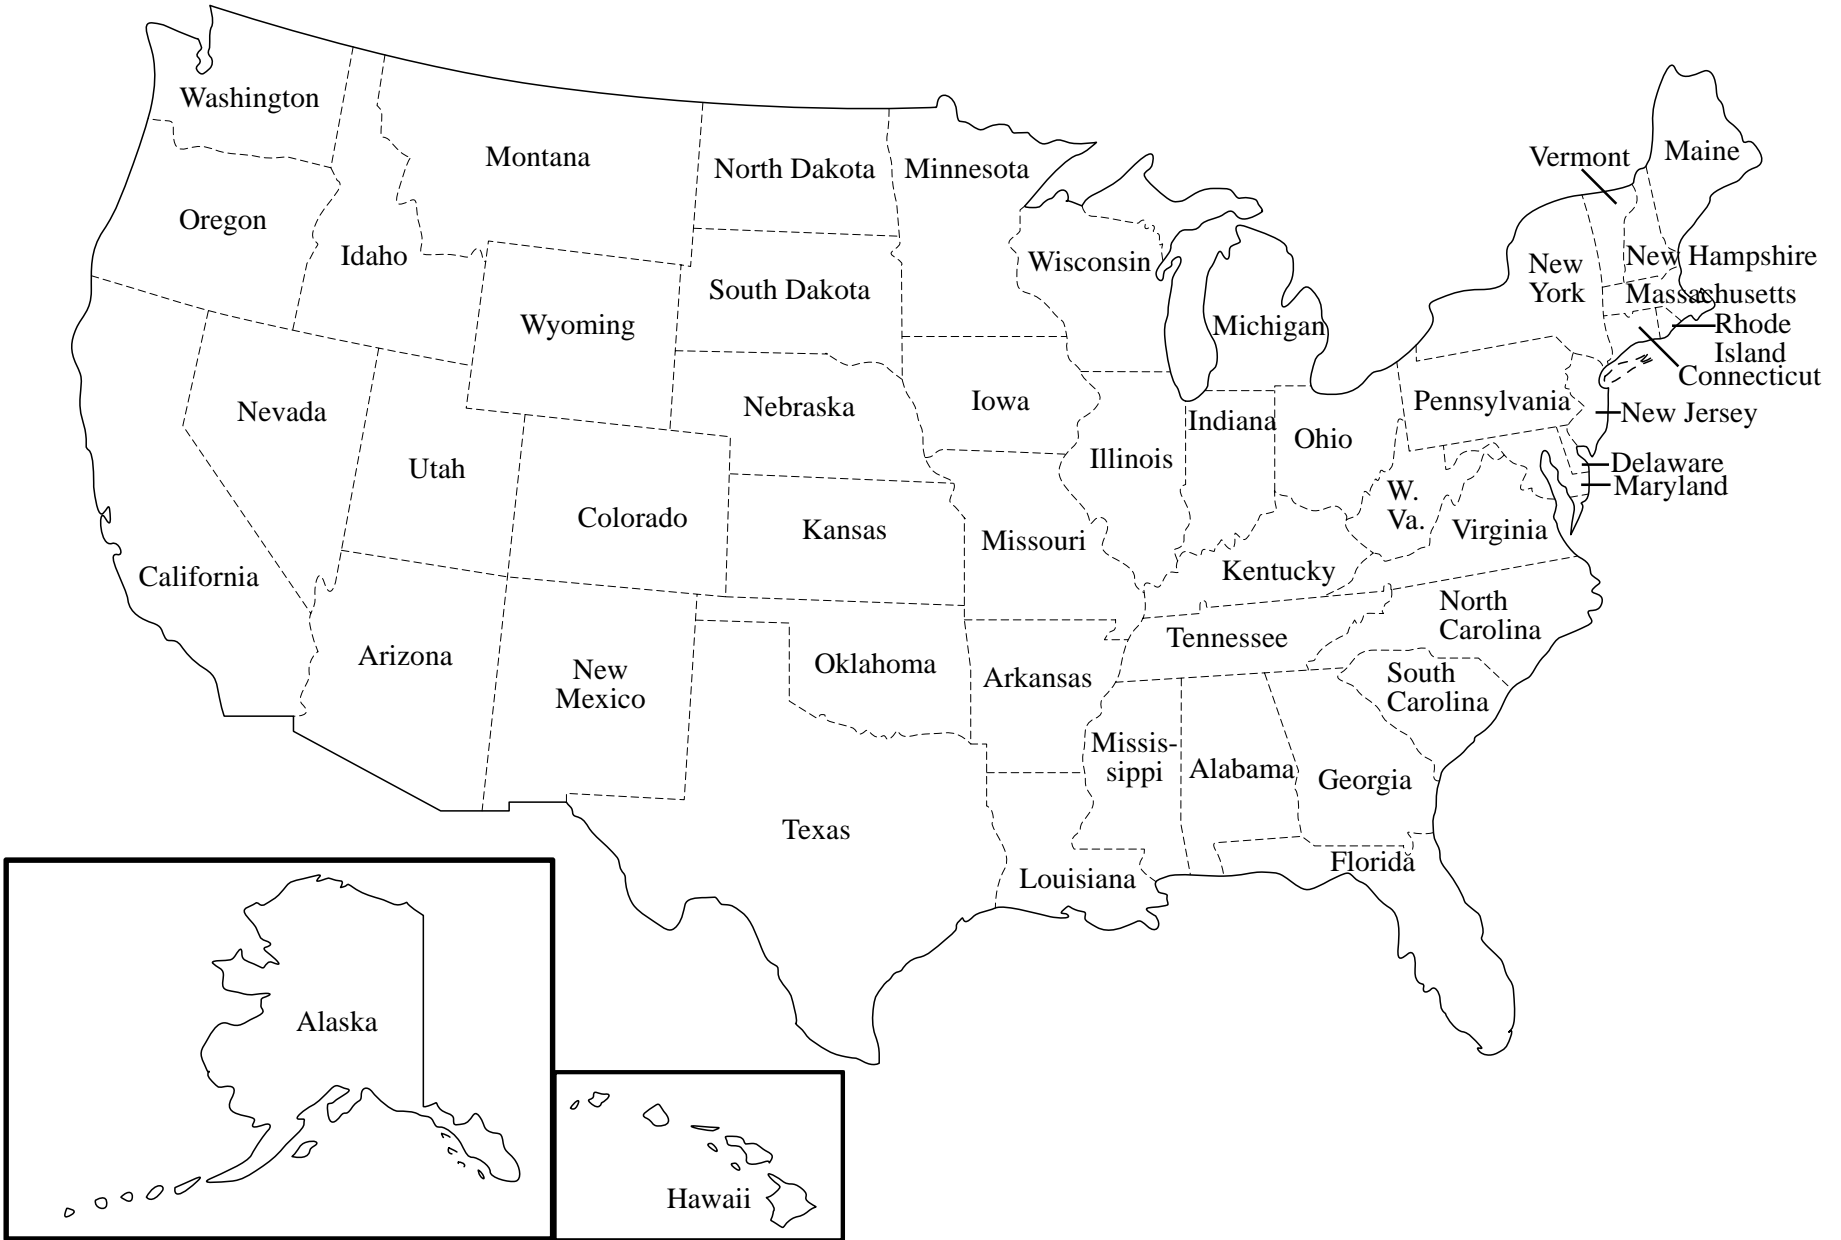 Washington
Montana
North Dakota
Minnesota
Vermont
Maine
Oregon
Idaho
Wisconsin
New
York
New Hampshire
South Dakota
Massachusetts
Wyoming
Michigan
Rhode
Island
Connecticut
Nevada
Nebraska
Iowa
Pennsylvania
New Jersey
Indiana
Ohio
Illinois
Utah
Delaware
Maryland
W.
Va.
Colorado
Kansas
Missouri
Virginia
California
Kentucky
North
Carolina
Tennessee
Arizona
New
Mexico
Oklahoma
Arkansas
South
Carolina
Missis-
sippi
Alabama
Georgia
Texas
Florida
Louisiana
Alaska
Hawaii